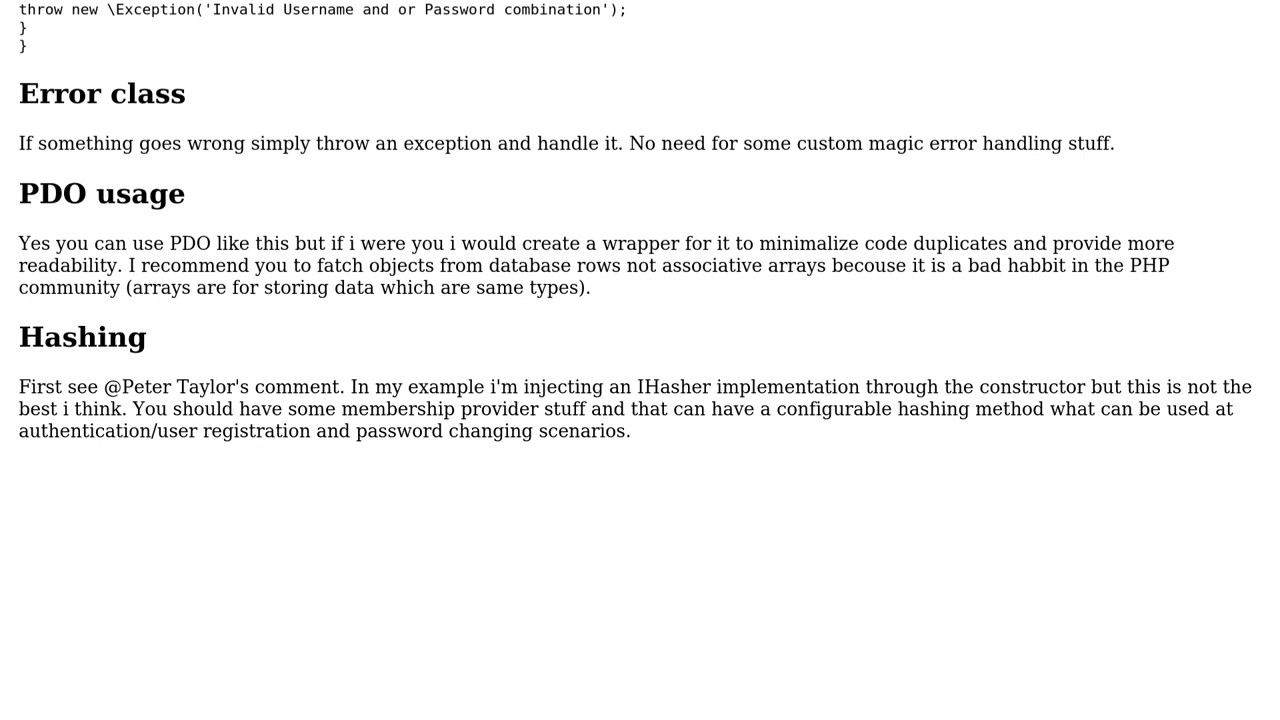 throw new \Exception('Invalid Username and or Password combination');
}
}
Error class
If something goes wrong simply throw an exception and handle it. No need for some custom magic error handling stuff.
PDO usage
Yes you can use PDO like this but if i were you i would create a wrapper for it to minimalize code duplicates and provide more
readability. I recommend you to fatch objects from database rows not associative arrays becouse it is a bad habbit in the PHP
community (arrays are for storing data which are same types).
Hashing
First see @Peter Taylor's comment. In my example i'm injecting an IHasher implementation through the constructor but this is not the
best i think. You should have some membership provider stuff and that can have a configurable hashing method what can be used at
authentication/user registration and password changing scenarios.